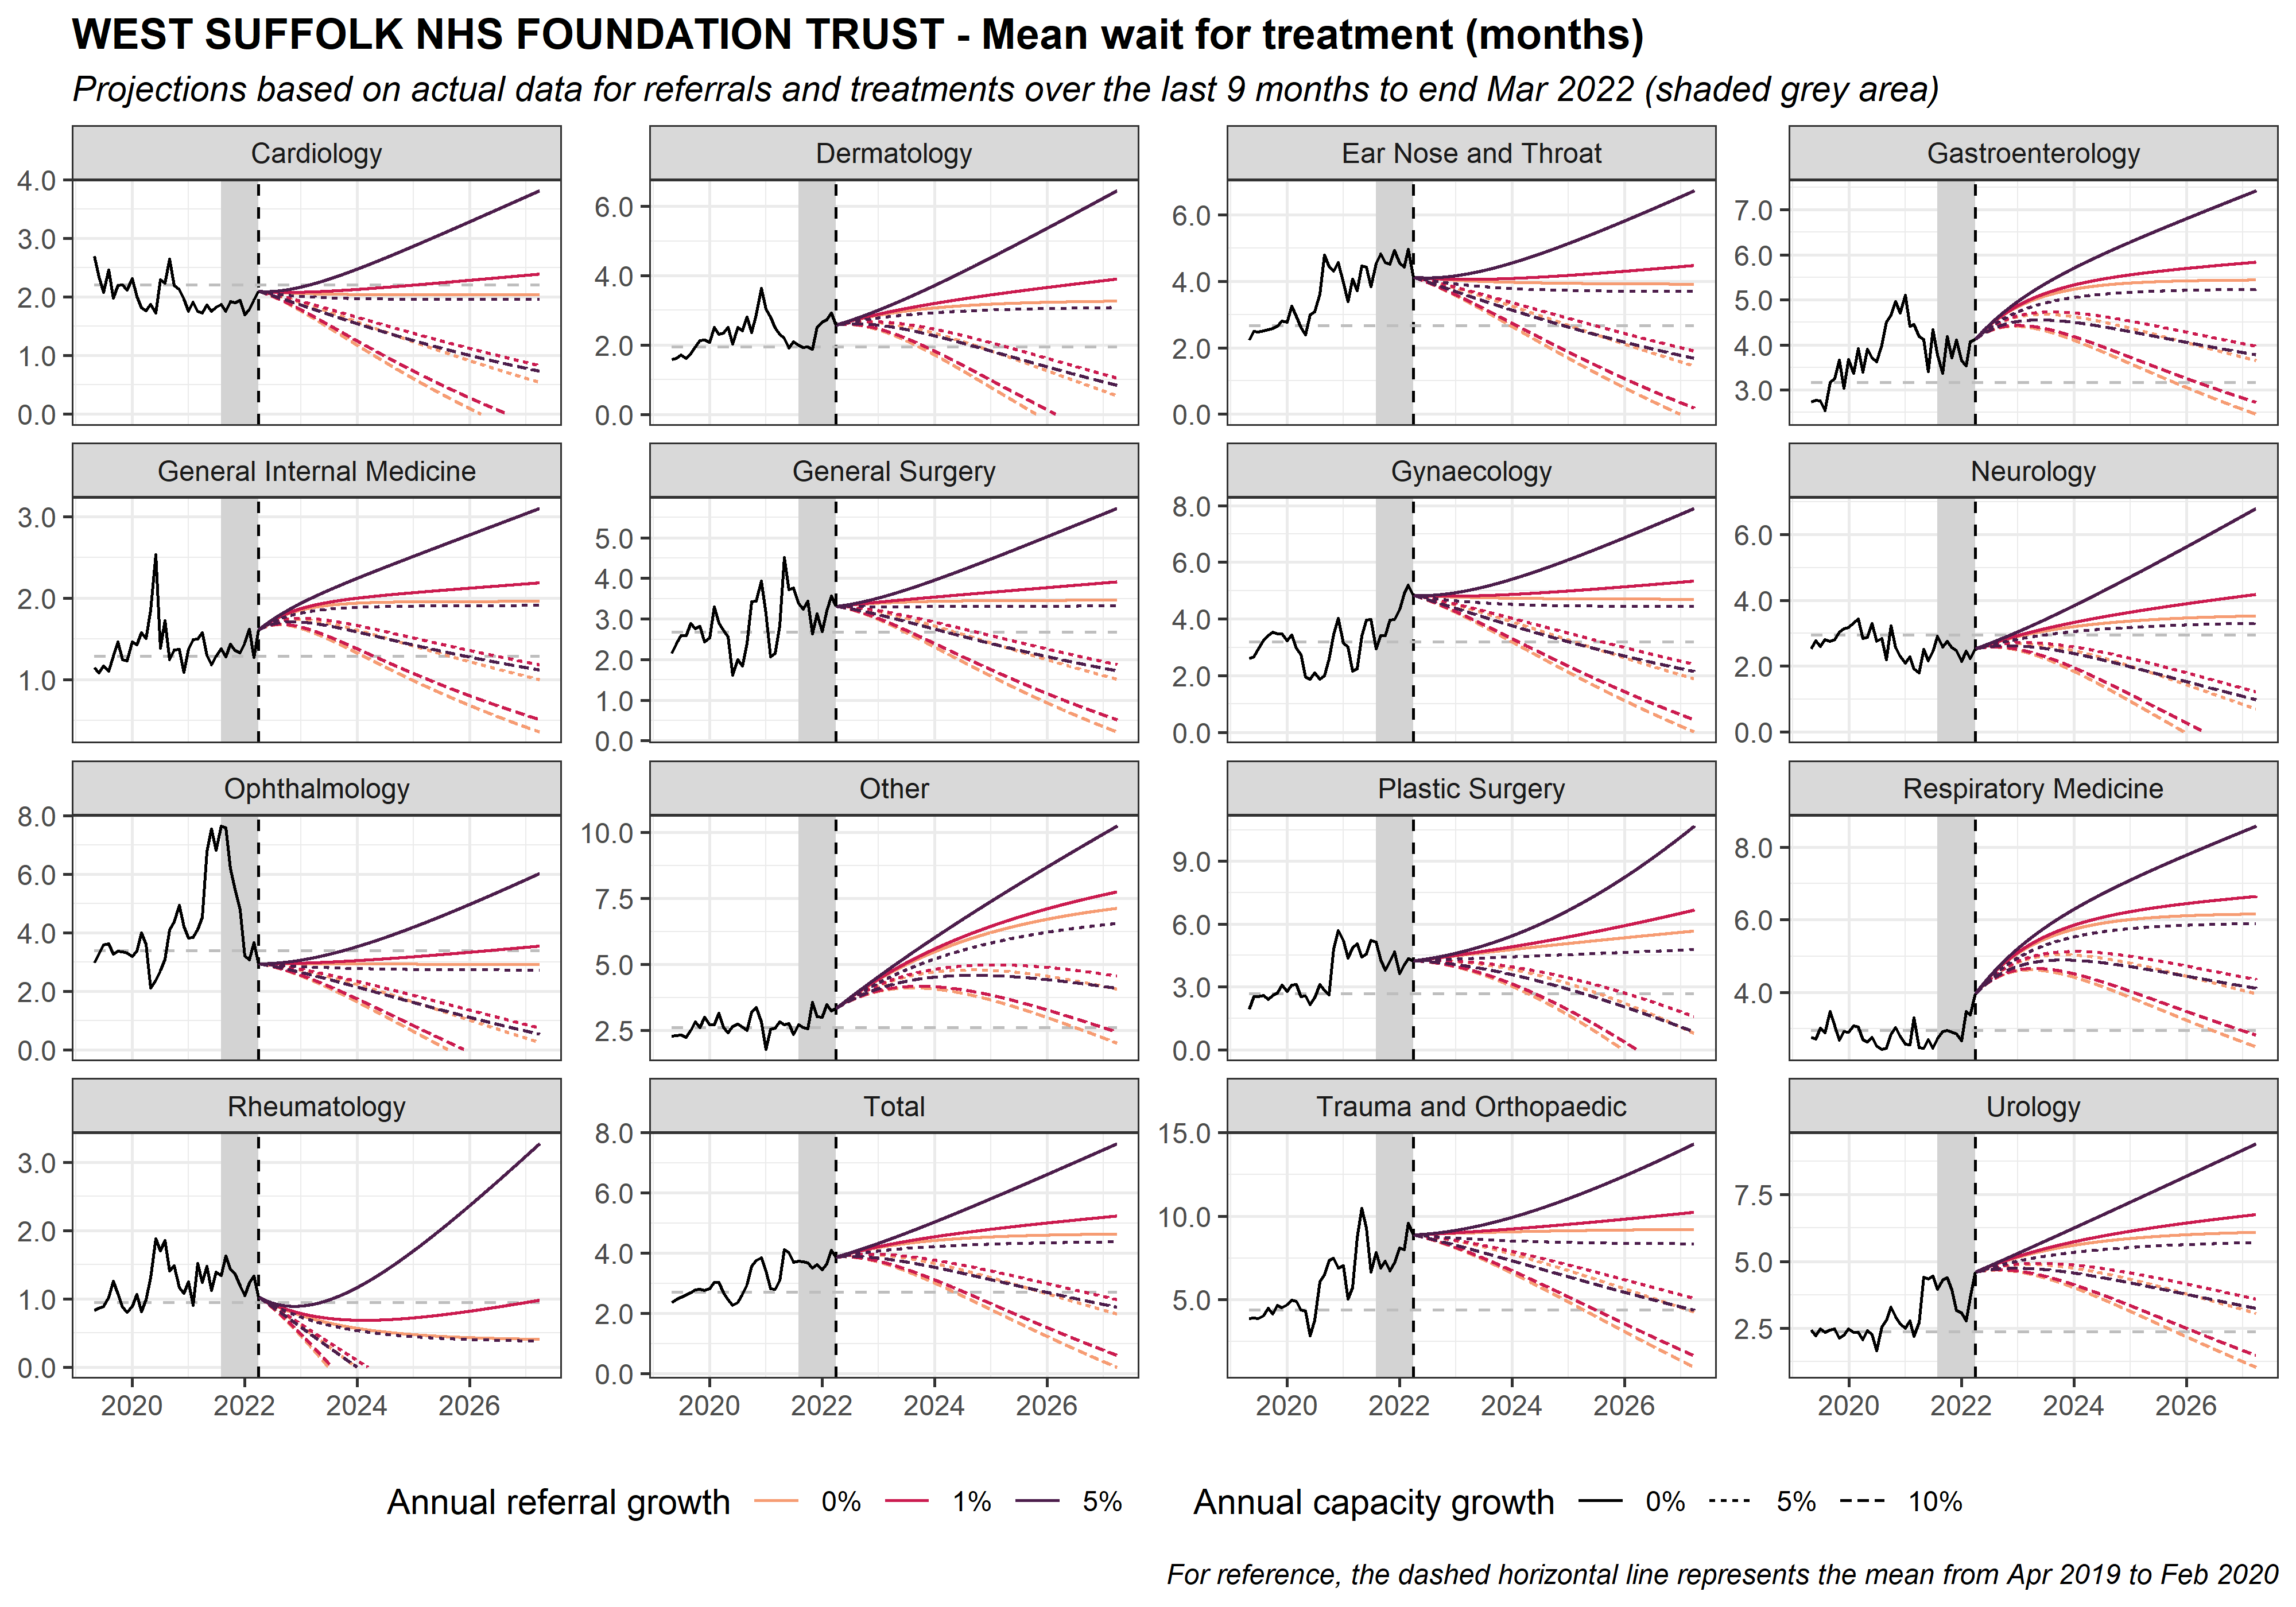 WEST SUFFOLK NHS FOUNDATION TRUST - Mean wait for treatment (months)
Projections based on actual data for referrals and treatments over the last 9 months to end Mar 2022 (shaded grey area)
Cardiology
Dermatology
Ear Nose and Throat
Gastroenterology
4.0
3.0
2.0
1.0
0.0
6.0
4.0
2.0
0.0
6.0
4.0
2.0
0.0
7.0
6.0
5.0
4.0
3.0
General Internal Medicine
General Surgery
Gynaecology
Neurology
3.0
2.0
1.0
5.0
4.0
3.0
2.0
1.0
0.0
8.0
6.0
4.0
2.0
0.0
6.0
4.0
2.0
0.0
Ophthalmology
Other
Plastic Surgery
Respiratory Medicine
8.0
6.0
4.0
2.0
0.0
10.0
7.5
5.0
2.5
9.0
6.0
3.0
0.0
8.0
6.0
4.0
Rheumatology
Total
Trauma and Orthopaedic
Urology
3.0
2.0
1.0
0.0
8.0
6.0
4.0
2.0
0.0
15.0
10.0
5.0
7.5
5.0
2.5
2020 2022 2024 2026
2020 2022 2024 2026
2020 2022 2024 2026
2020 2022 2024 2026
Annual referral growth 0% 1% 5%
Annual capacity growth 0% 5% 10%
For reference, the dashed horizontal line represents the mean from Apr 2019 to Feb 2020